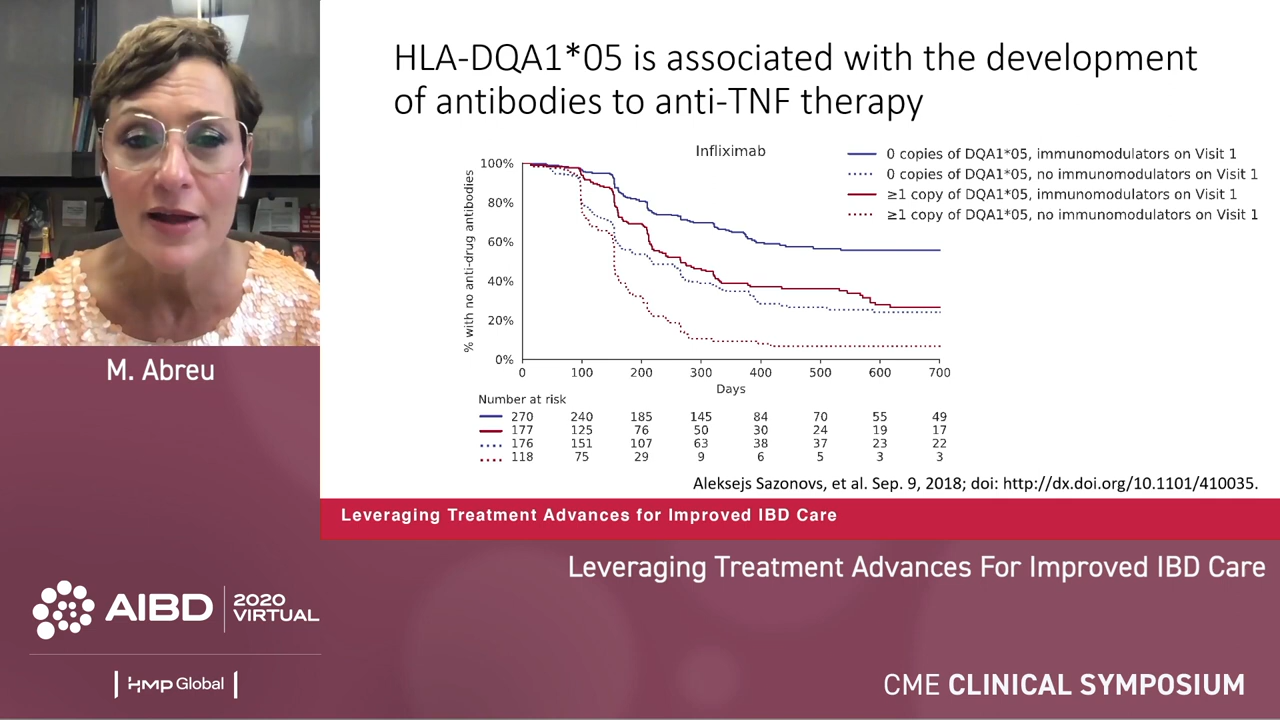 HLA-DQA1*05 is associated with the development
of antibodies to anti-TNF therapy
Infliximab
0 copies of DQA1*05, immunomodulators on Visit 1
0 copies of DQA1*05, no immunomodulators on Visit 1
≥1 copy of DQA1*05, immunomodulators on Visit 1
≥1 copy of DQA1*05, no immunomodulators on Visit 1
% with no anti-drug antibodies
100%
80%
60%
40%
20%
0%
0 100 200 300 400 500 600 700
Days
Number at risk
270 240 185 145 84 70 55 49
177 125 76 50 30 24 19 17
176 151 107 63 38 37 23 22
118 75 29 9 6 5 3 3
Aleksejs Sazonovs, et al. Sep. 9, 2018; doi: http://dx.doi.org/10.1101/410035.
Leveraging Treatment Advances for Improved IBD Care
M. Abreu
Leveraging Treatment Advances For Improved IBD Care
AIBD 2020
VIRTUAL
HMP Global
CME CLINICAL SYMPOSIUM